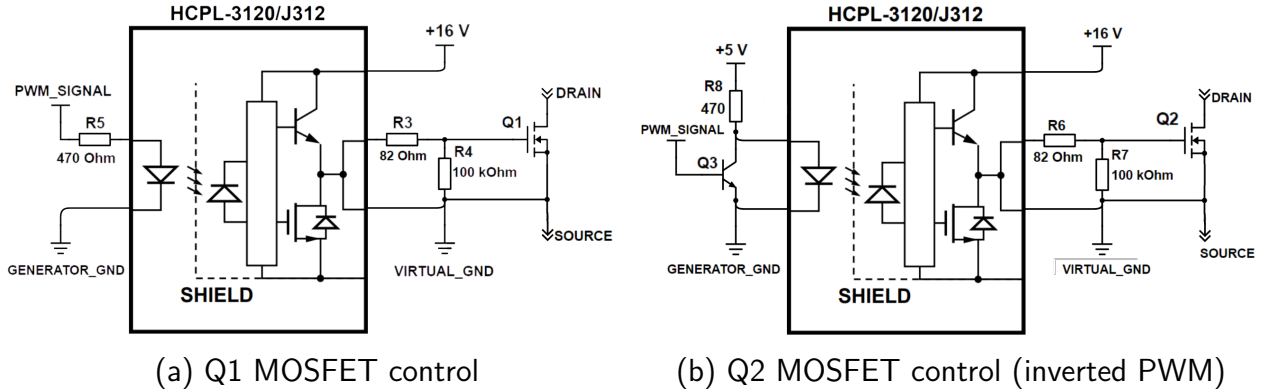 HCPL-3120/J312
+16 V
PWM_SIGNAL
R5
470 Ohm
R3
82 Ohm
R4
100 kOhm
Q1
DRAIN
SOURCE
GENERATOR_GND
VIRTUAL_GND
SHIELD
(a) Q1 MOSFET control
HCPL-3120/J312
+16 V
+5 V
R8
470
PWM_SIGNAL
Q3
R6
82 Ohm
R7
100 kOhm
Q2
DRAIN
SOURCE
GENERATOR_GND
VIRTUAL_GND
SHIELD
(b) Q2 MOSFET control (inverted PWM)